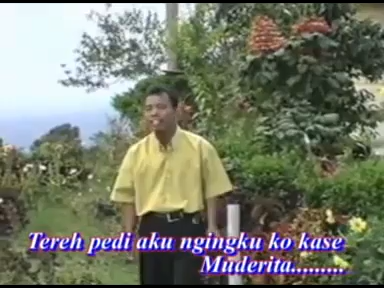 Tereh pedi aku ngingku ko kase
Muderita.........